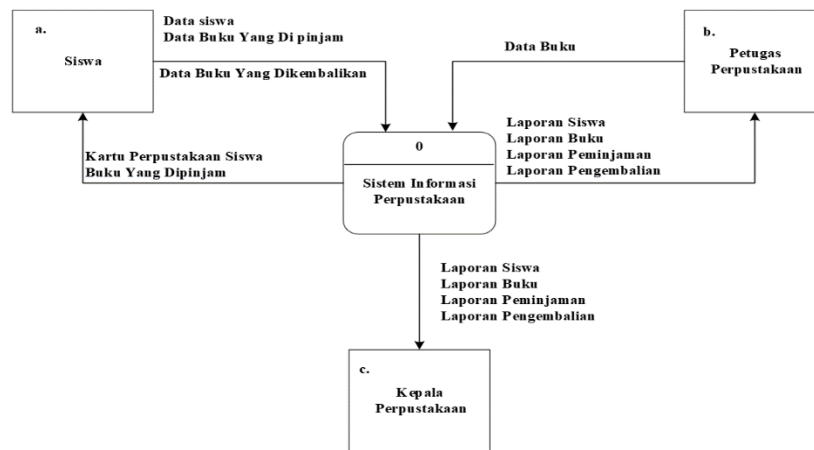 a.
Siswa
Data siswa
Data Buku Yang Di pinjam
Data Buku Yang Dikembalikan
Data Buku
b.
Petugas
Perpustakaan
Kartu Perpustakaan Siswa
Buku Yang Dipinjam
0
Sistem Informasi
Perpustakaan
Laporan Siswa
Laporan Buku
Laporan Peminjaman
Laporan Pengembalian
Laporan Siswa
Laporan Buku
Laporan Peminjaman
Laporan Pengembalian
c.
Kepala
Perpustakaan